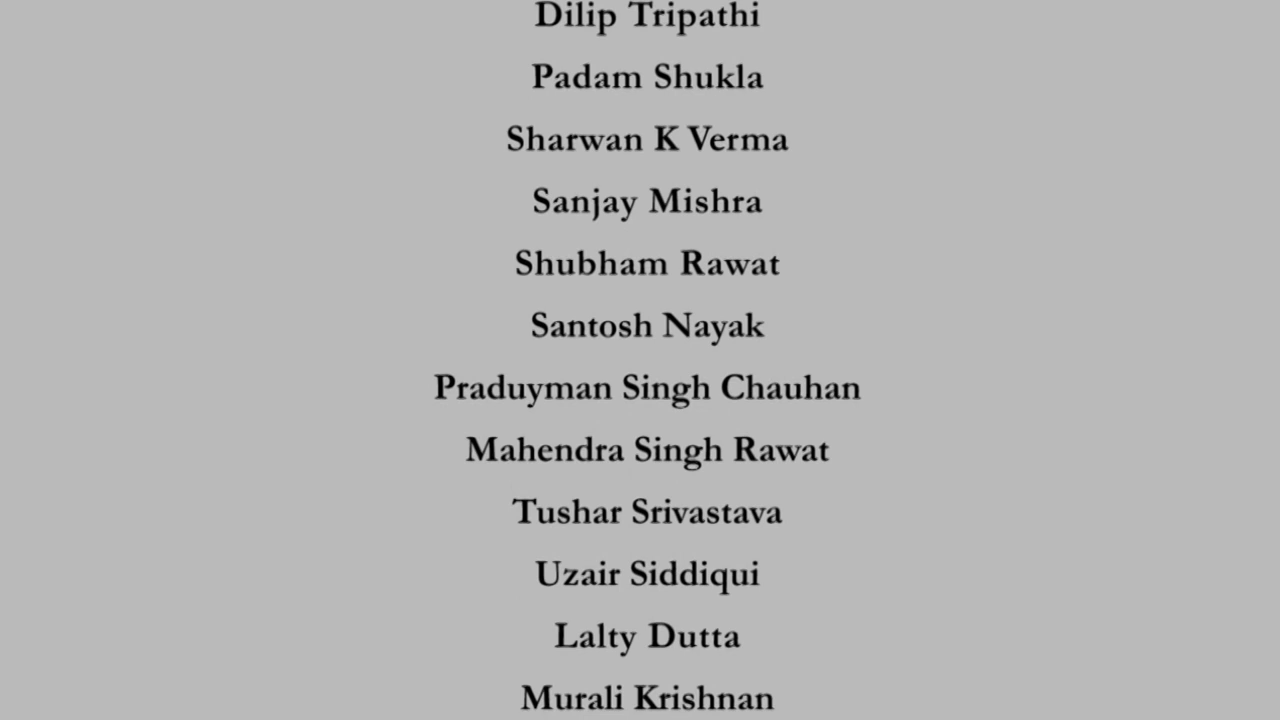 Dilip Tripathi
Padam Shukla
Sharwan K Verma
Sanjay Mishra
Shubham Rawat
Santosh Nayak
Praduyman Singh Chauhan
Mahendra Singh Rawat
Tushar Srivastava
Uzair Siddiqui
Lalty Dutta
Murali Krishnan